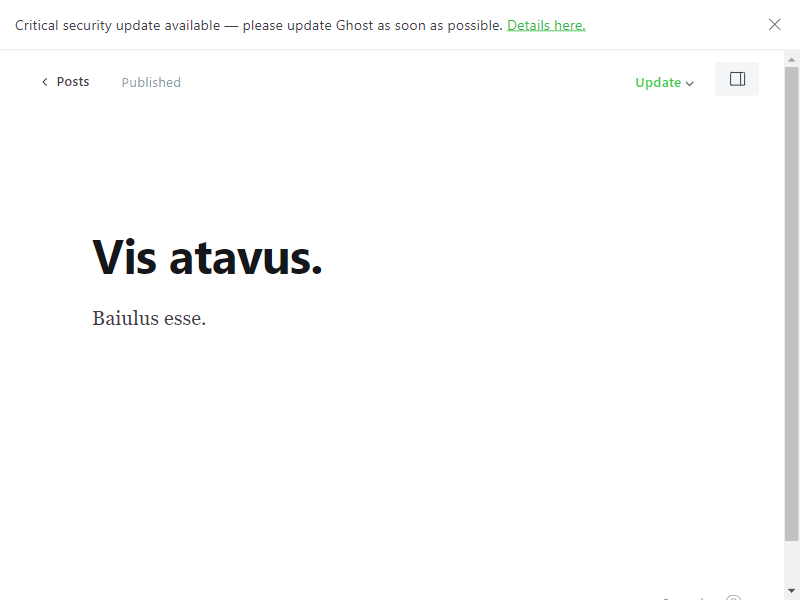 Critical security update available — please update Ghost as soon as possible. Details here.
Posts
Published
Update
Vis atavus.
Baiulus esse.